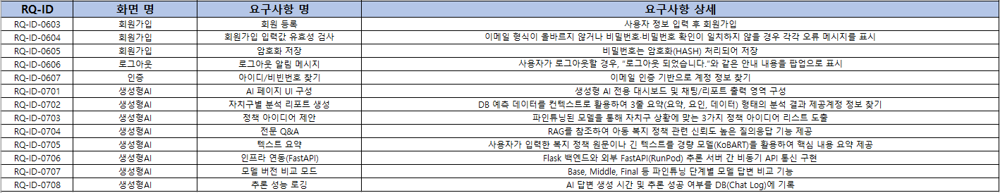 RQ-ID 화면 명 요구사항 명 요구사항 상세
RQ-ID-0603 회원가입 회원 등록 사용자 정보 입력 후 회원가입
RQ-ID-0604 회원가입 회원가입 입력값 유효성 검사 이메일 형식이 올바르지 않거나 비밀번호·비밀번호 확인이 일치하지 않을 경우 각각 오류 메시지를 표시
RQ-ID-0605 회원가입 암호화 저장 비밀번호는 암호화(HASH) 처리되어 저장
RQ-ID-0606 로그아웃 로그아웃 알림 메시지 사용자가 로그아웃할 경우, "로그아웃 되었습니다."와 같은 안내 내용을 팝업으로 표시
RQ-ID-0607 인증 아이디/비빈번호 찾기 이메일 인증 기반으로 계정 정보 찾기
RQ-ID-0701 생성형AI AI 페이지 UI 구성 생성형 AI 전용 대시보드 및 채팅/리포트 출력 영역 구성
RQ-ID-0702 생성형AI 자치구별 분석 리포트 생성 DB 예측 데이터를 컨텍스트로 활용하여 3줄 요약(요약, 요인, 데이터) 형태의 분석 결과 제공계정 정보 찾기
RQ-ID-0703 생성형AI 정책 아이디어 제안 파인튜닝된 모델을 통해 자치구 상황에 맞는 3가지 정책 아이디어 리스트 도출
RQ-ID-0704 생성형AI 전문 Q&A RAG를 참조하여 아동 복지 정책 관련 신뢰도 높은 질의응답 기능 제공
RQ-ID-0705 생성형AI 텍스트 요약 사용자가 입력한 복지 정책 원문이나 긴 텍스트를 경량 모델(KoBART)을 활용하여 핵심 내용 요약 제공
RQ-ID-0706 생성형AI 인프라 연동(FastAPI) Flask 백엔드와 외부 FastAPI(RunPod) 추론 서버 간 비동기 API 통신 구현
RQ-ID-0707 생성형AI 모델 버전 비교 모드 Base, Middle, Final 등 파인튜닝 단계별 모델 답변 비교 기능
RQ-ID-0708 생성형AI 추론 성능 로깅 AI 답변 생성 시간 및 추론 성공 여부를 DB(Chat Log)에 기록